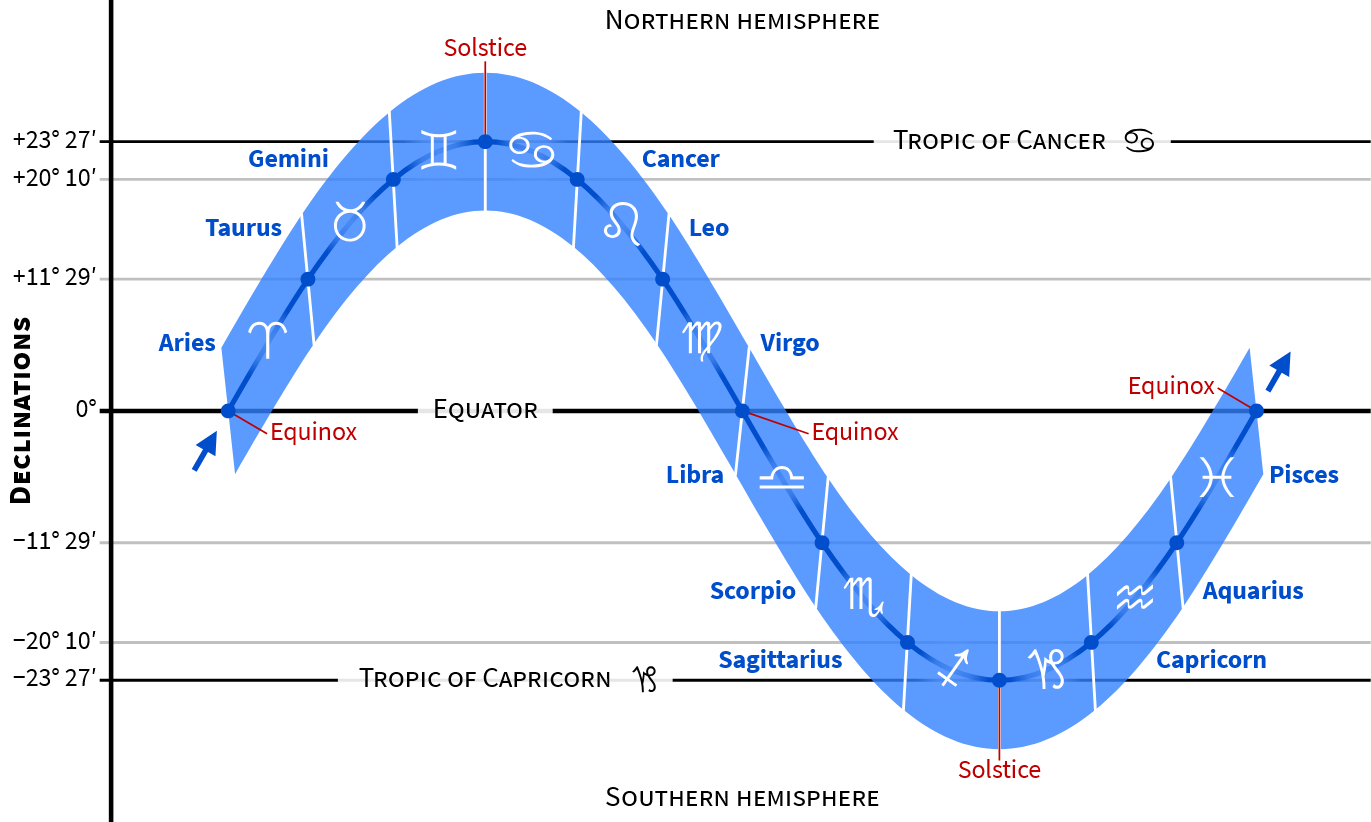 NORTHERN HEMISPHERE
Solstice
+23° 27′
TROPIC OF CANCER ♋
Gemini
♊
♋
Cancer
+20° 10′
Taurus
♉
♌
Leo
+11° 29′
Aries
♈
♍
Virgo
DECLINATIONS
Equinox
0°
EQUATOR
Equinox
Equinox
Libra
♎
♓
Pisces
−11° 29′
Scorpio
♏
♒
Aquarius
−20° 10′
Sagittarius
♐
♑
Capricorn
−23° 27′
TROPIC OF CAPRICORN ♑
Solstice
SOUTHERN HEMISPHERE